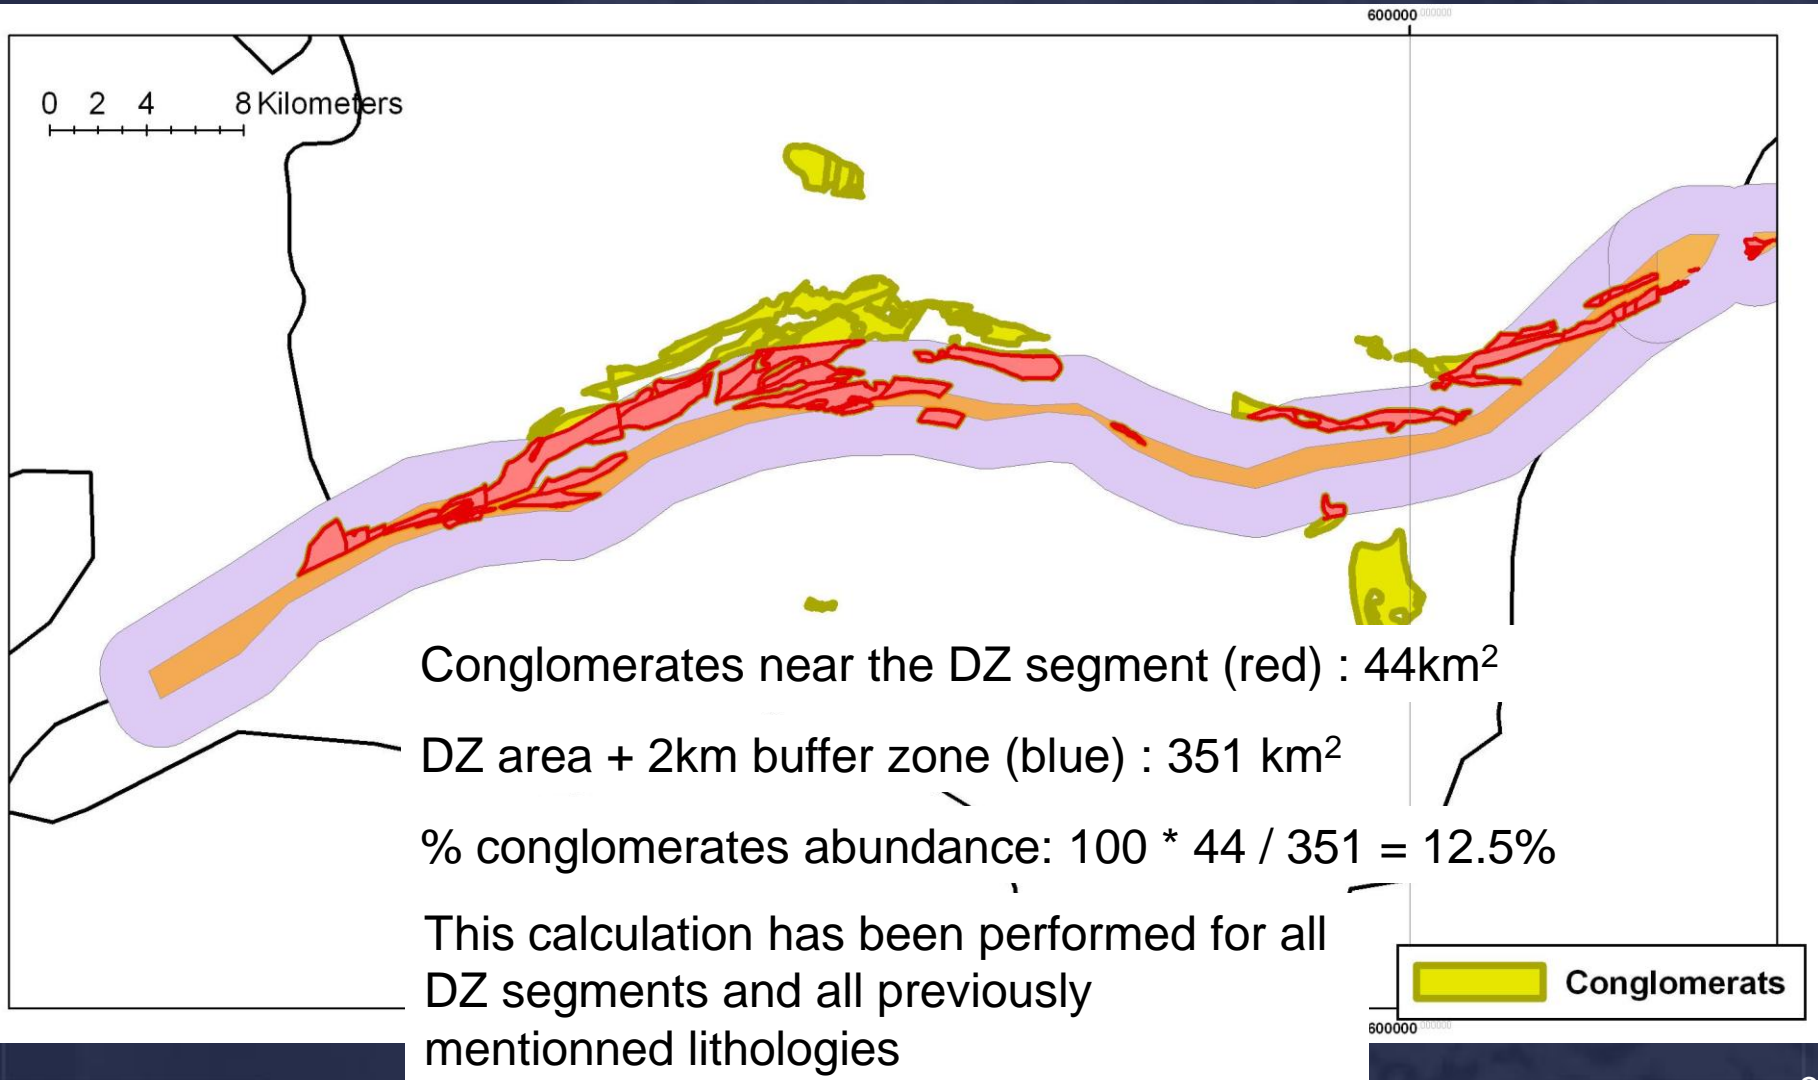 600000.000000
0 2 4 8 Kilometers
Conglomerates near the DZ segment (red) : 44km²
DZ area + 2km buffer zone (blue) : 351 km²
% conglomerates abundance: 100 * 44 / 351 = 12.5%
This calculation has been performed for all
DZ segments and all previously
mentionned lithologies
Conglomerats
600000.000000